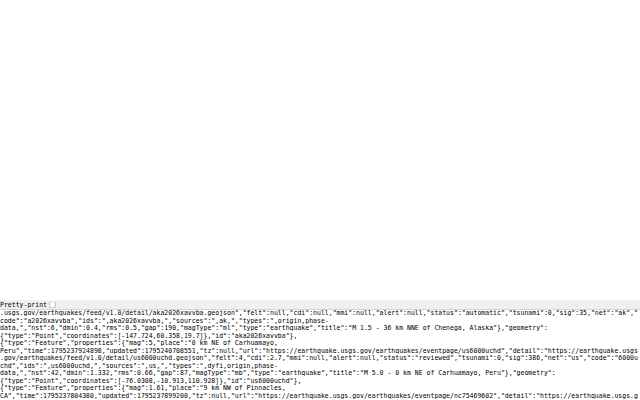 Pretty-print
.usgs.gov/earthquakes/feed/v1.0/detail/aka2026xavvba.geojson","felt":null,"cdi":null,"mmi":null,"alert":null,"status":"automatic","tsunami":0,"sig":35,"net":"ak","
code":"a2026xavvba","ids":",aka2026xavvba,","sources":",ak,","types":",origin,phase-
data,","nst":6,"dmin":0.4,"rms":0.5,"gap":190,"magType":"ml","type":"earthquake","title":"M 1.5 - 36 km NNE of Chenega, Alaska"},"geometry":
{"type":"Point","coordinates":[-147.724,60.358,19.7]},"id":"aka2026xavvba"},
{"type":"Feature","properties":{"mag":5,"place":"0 km NE of Carhuamayo,
Peru","time":1795237924898,"updated":1795240708551,"tz":null,"url":"https://earthquake.usgs.gov/earthquakes/eventpage/us6000uchd","detail":"https://earthquake.usgs
.gov/earthquakes/feed/v1.0/detail/us6000uchd.geojson","felt":4,"cdi":2.7,"mmi":null,"alert":null,"status":"reviewed","tsunami":0,"sig":386,"net":"us","code":"6000u
chd","ids":",us6000uchd,","sources":",us,","types":",dyfi,origin,phase-
data,","nst":42,"dmin":1.332,"rms":0.66,"gap":87,"magType":"mb","type":"earthquake","title":"M 5.0 - 0 km NE of Carhuamayo, Peru"},"geometry":
{"type":"Point","coordinates":[-76.0308,-10.913,110.928]},"id":"us6000uchd"},
{"type":"Feature","properties":{"mag":1.61,"place":"9 km NW of Pinnacles,
CA","time":1795237804380,"updated":1795237899200,"tz":null,"url":"https://earthquake.usgs.gov/earthquakes/eventpage/nc75469602","detail":"https://earthquake.usgs.g